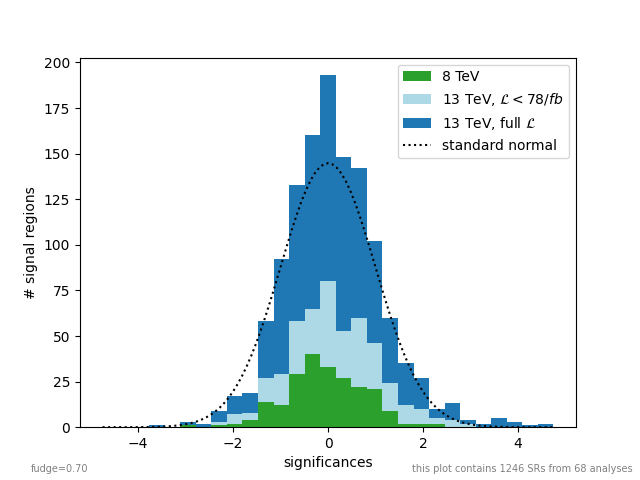 8 TeV
13 TeV, ℒ < 78/fb
13 TeV, full ℒ
standard normal
# signal regions
200
175
150
125
100
75
50
25
0
−4 −2 0 2 4
significances
fudge=0.70
this plot contains 1246 SRs from 68 analyses